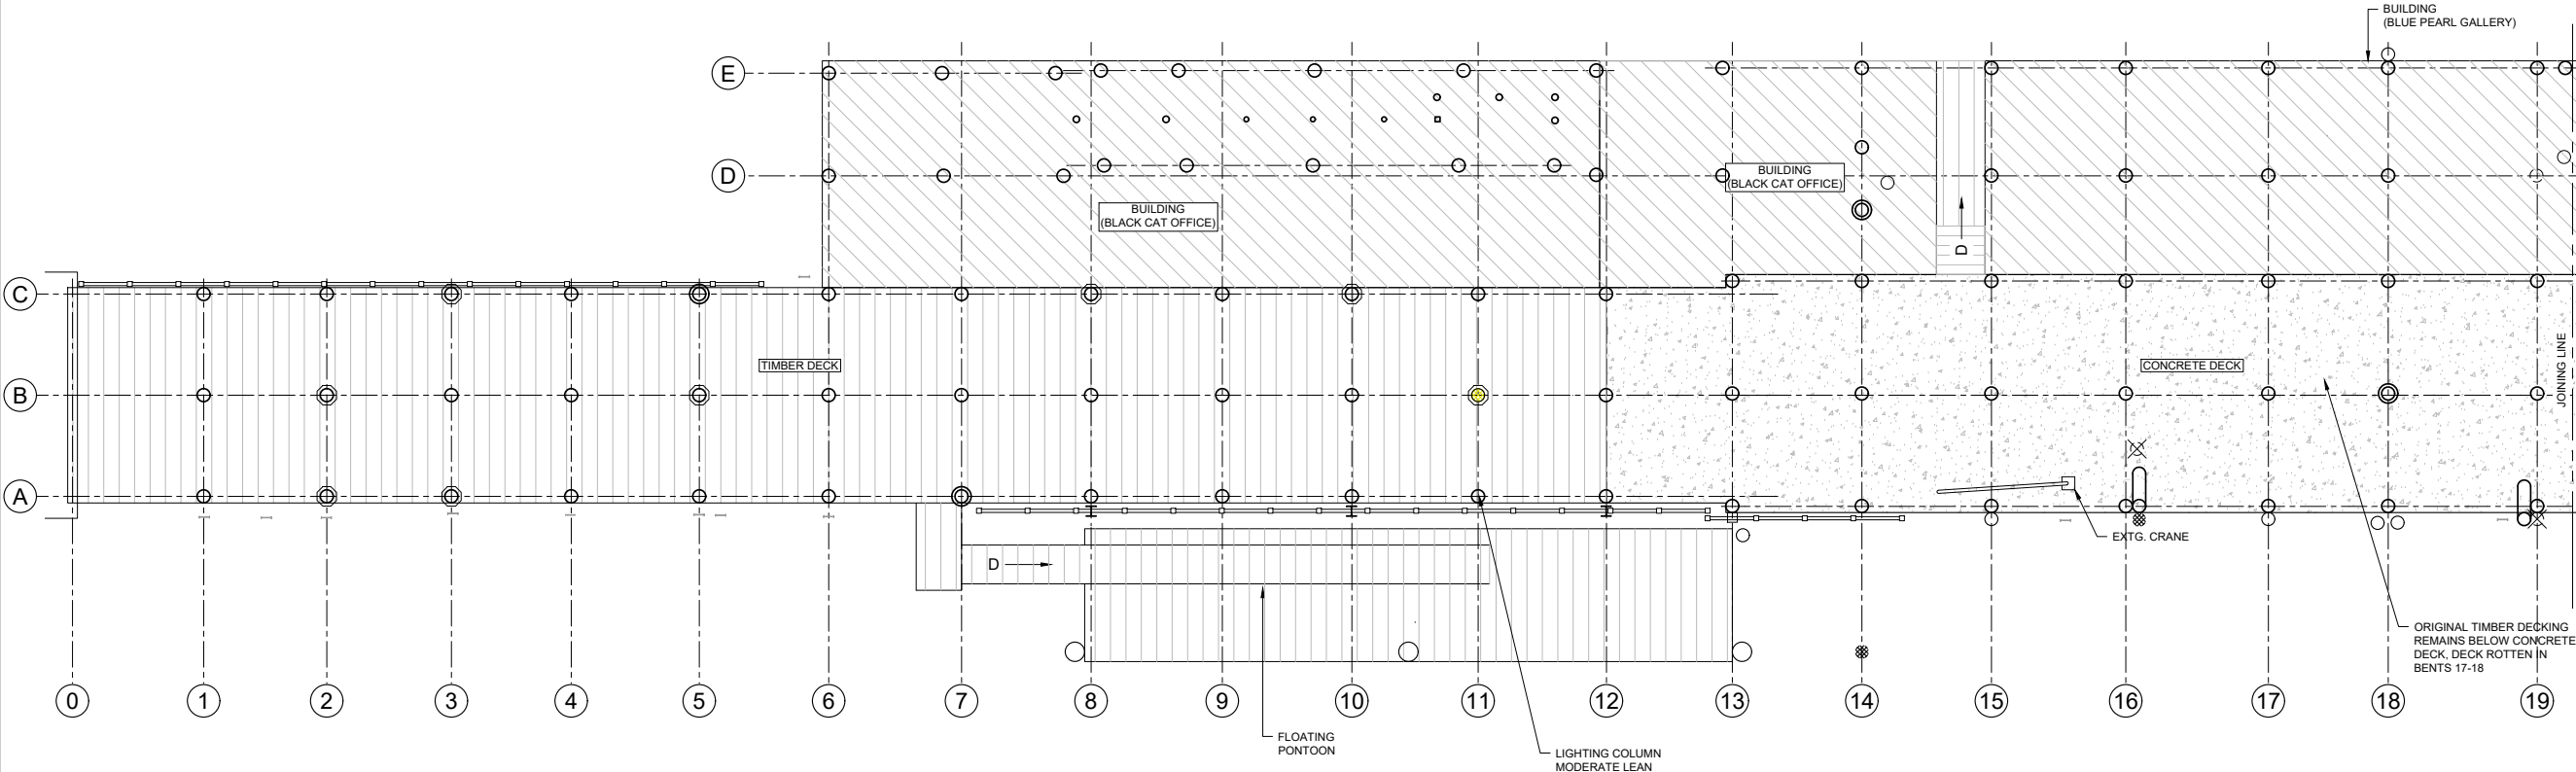 BUILDING
(BLUE PEARL GALLERY)
E
D
BUILDING
(BLACK CAT OFFICE)
BUILDING
(BLACK CAT OFFICE)
D
C
TIMBER DECK
CONCRETE DECK
JOINING LINE
B
A
EXTG. CRANE
D
ORIGINAL TIMBER DECKING
REMAINS BELOW CONCRETE
DECK, DECK ROTTEN IN
BENTS 17-18
0 1 2 3 4 5 6 7 8 9 10 11 12 13 14 15 16 17 18 19
FLOATING
PONTOON
LIGHTING COLUMN
MODERATE LEAN